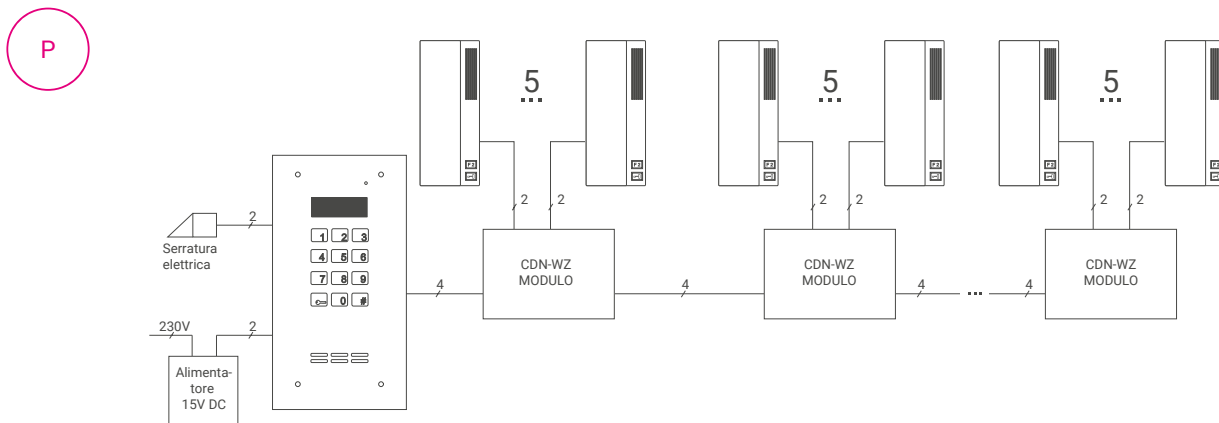 P
5
5
5
2
2
2
2
2
2
2
Serratura
elettrica
1 2 3
4 5 6
7 8 9
0 #
CDN-WZ
MODULO
CDN-WZ
MODULO
CDN-WZ
MODULO
4
4
4
...
4
230V
2
Alimenta-
tore
15V DC